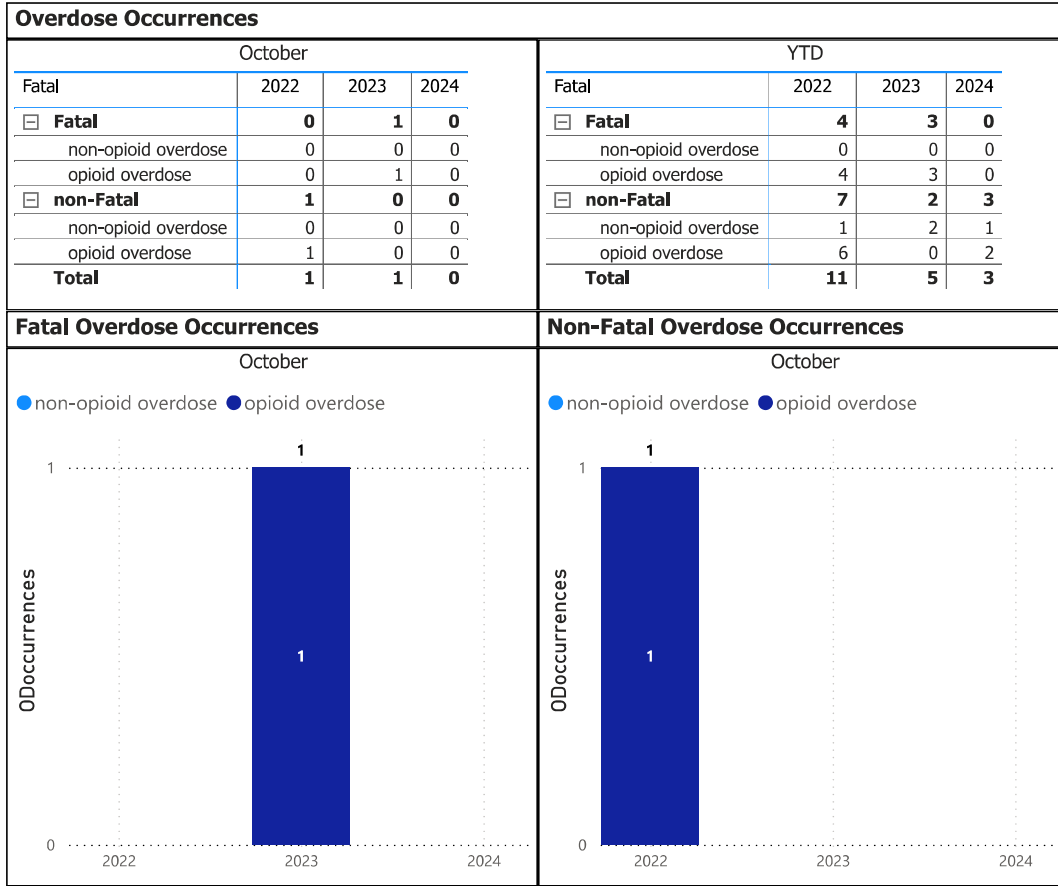 Overdose Occurrences
October
Fatal 2022 2023 2024
Fatal 0 1 0
non-opioid overdose 0 0 0
opioid overdose 0 1 0
non-Fatal 1 0 0
non-opioid overdose 0 0 0
opioid overdose 1 0 0
Total 1 1 0
YTD
Fatal 2022 2023 2024
Fatal 4 3 0
non-opioid overdose 0 0 0
opioid overdose 4 3 0
non-Fatal 7 2 3
non-opioid overdose 1 2 1
opioid overdose 6 0 2
Total 11 5 3
Fatal Overdose Occurrences
October
non-opioid overdose opioid overdose
1
1
ODoccurrences
1
0
2022 2023 2024
Non-Fatal Overdose Occurrences
October
non-opioid overdose opioid overdose
1
1
ODoccurrences
1
0
2022 2023 2024